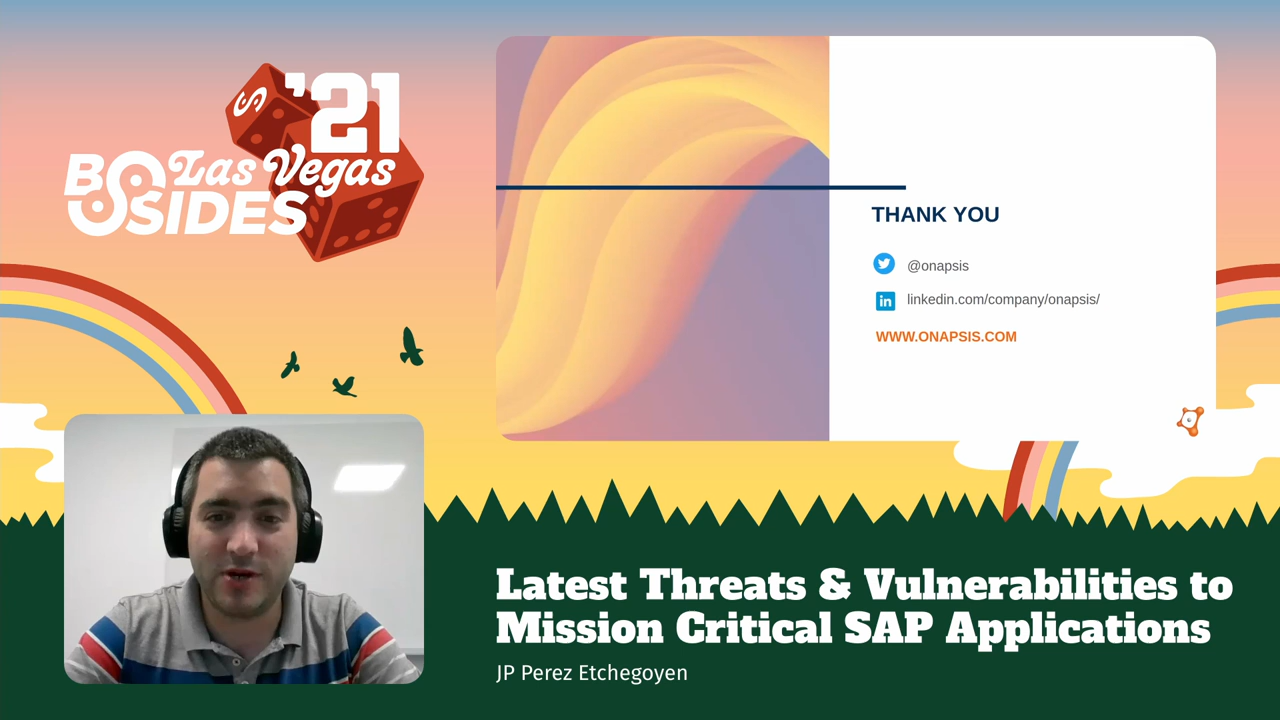 '21
Las Vegas
BSIDES
THANK YOU
@onapsis
linkedin.com/company/onapsis/
WWW.ONAPSIS.COM
Latest Threats & Vulnerabilities to
Mission Critical SAP Applications
JP Perez Etchegoyen